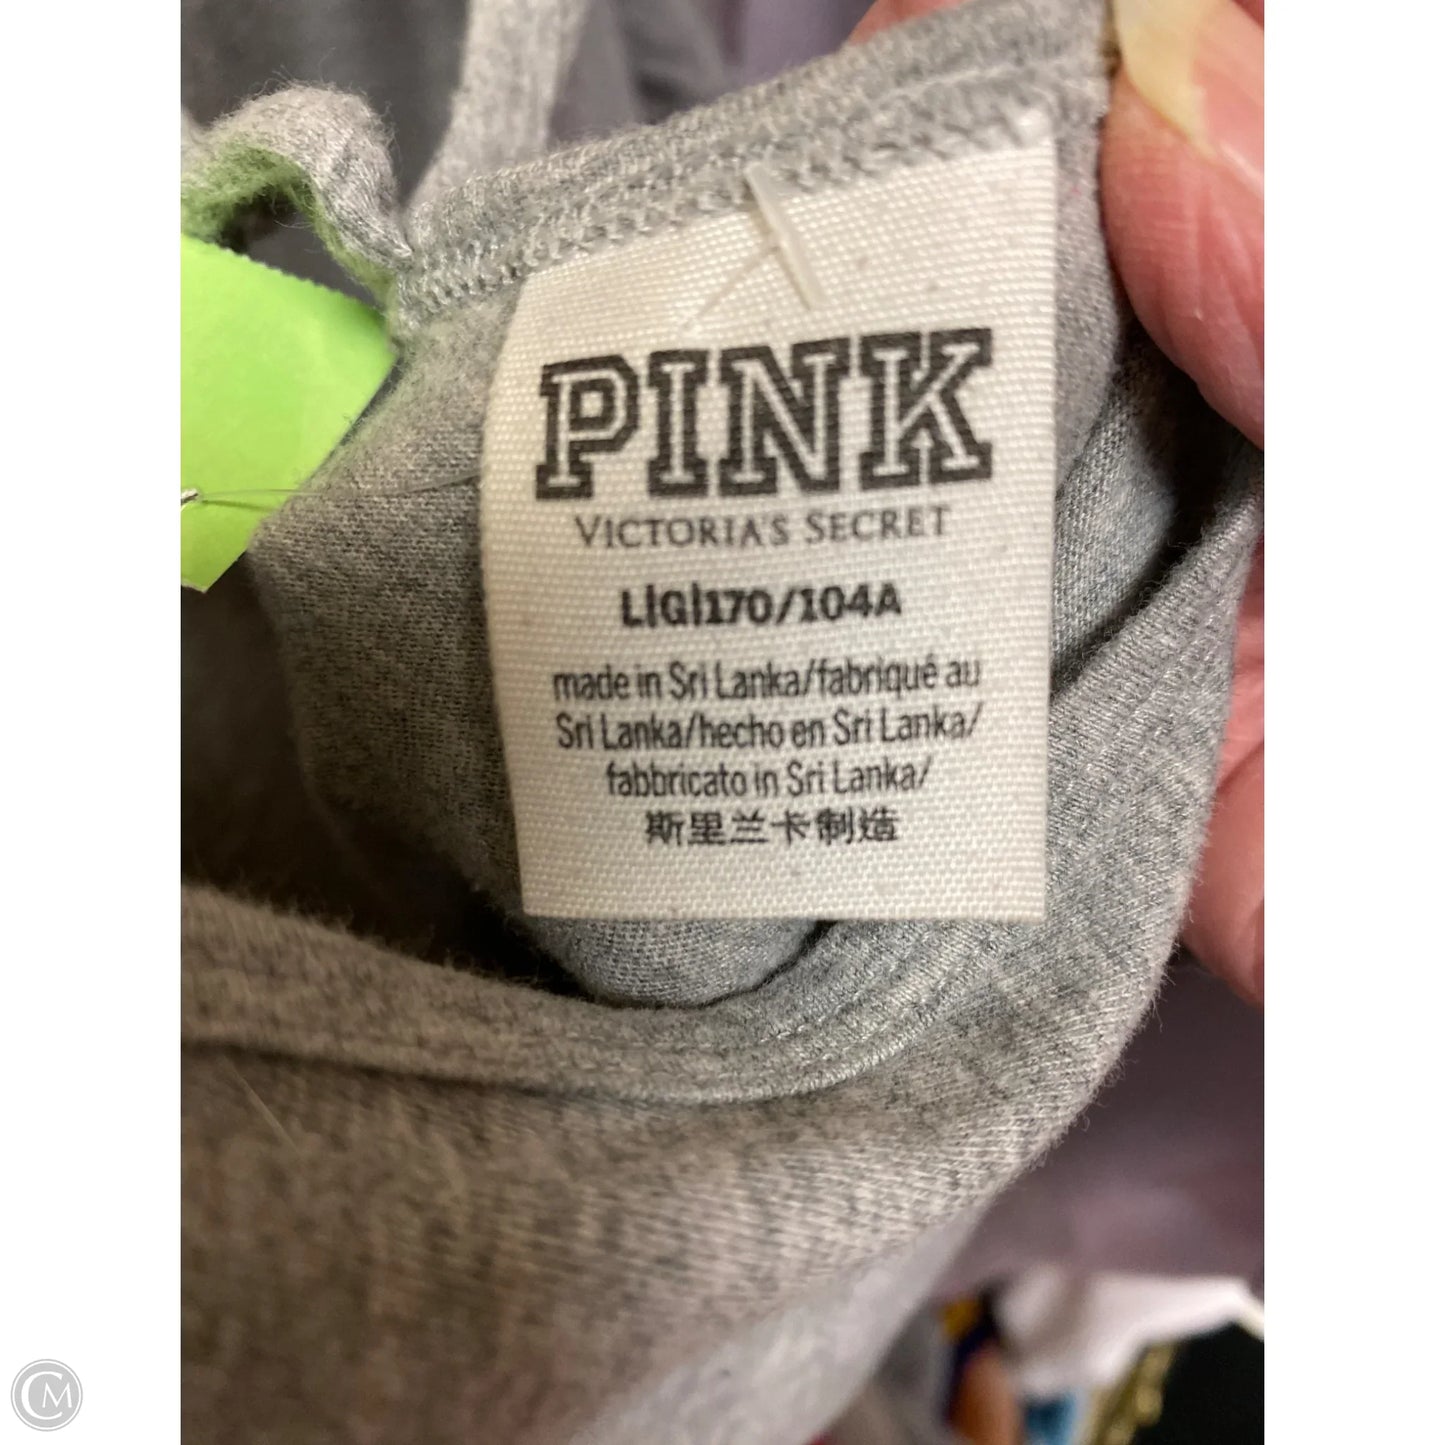 PINK
VICTORIA'S SECRET
L|G|170/104A
made in Sri Lanka/fabriqué au
Sri Lanka/hecho en Sri Lanka/
fabbricato in Sri Lanka/
斯里兰卡制造
CM